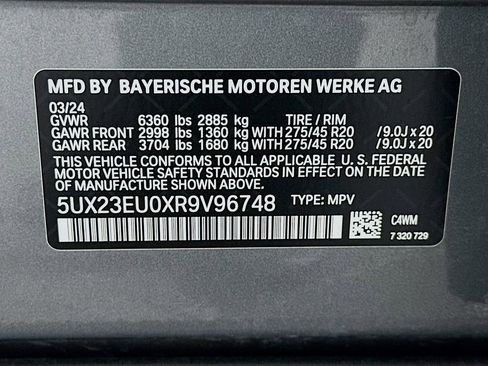 MFD BY BAYERISCHE MOTOREN WERKE AG
03/24
GVWR 6360 lbs 2885 kg TIRE / RIM
GAWR FRONT 2998 lbs 1360 kg WITH 275/45 R20 /9.0J x 20
GAWR REAR 3704 lbs 1680 kg WITH 275/45 R20 /9.0J x 20
THIS VEHICLE CONFORMS TO ALL APPLICABLE U. S. FEDERAL
MOTOR VEHICLE SAFETY STANDARDS IN EFFECT ON THE DATE
OF MANUFACTURE SHOWN ABOVE.
5UX23EU0XR9V96748 TYPE: MPV
C4WM
7 320 729